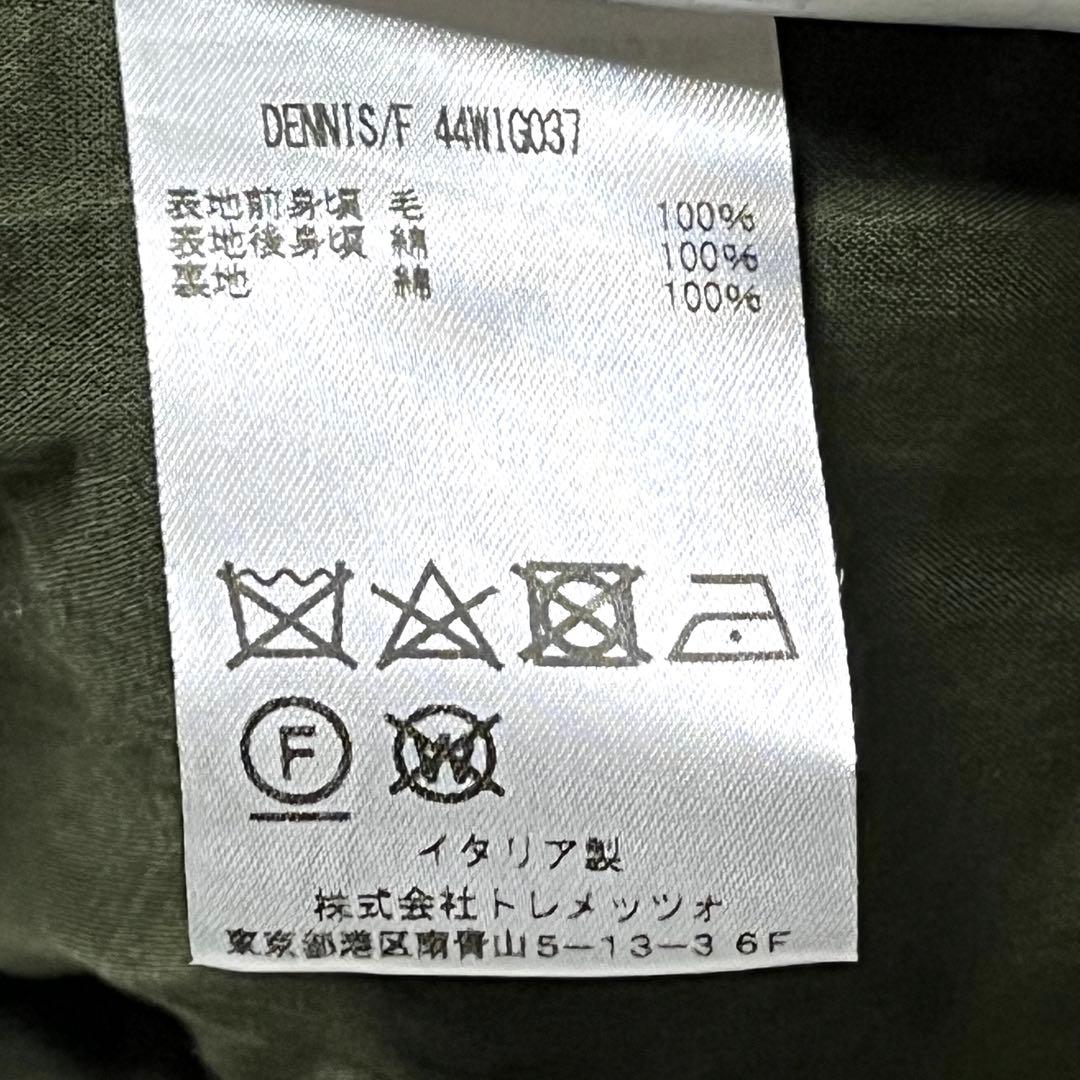 DENNIS/F 44WIG037
表地前身頃 毛 100%
表地後身頃 綿 100%
裏地 綿 100%
F
W
イタリア製
株式会社トレメッツォ
東京都港区南青山5-13-3 6F